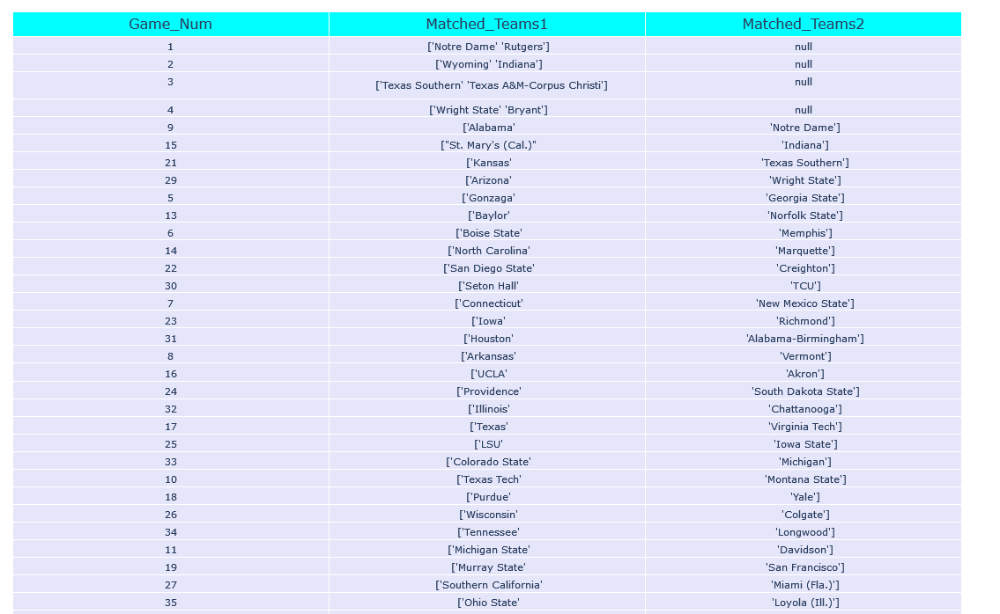 Game_Num Matched_Teams1 Matched_Teams2
1 ['Notre Dame' 'Rutgers'] null
2 ['Wyoming' 'Indiana'] null
3 ['Texas Southern' 'Texas A&M-Corpus Christi'] null
4 ['Wright State' 'Bryant'] null
9 ['Alabama' 'Notre Dame']
15 ["St. Mary's (Cal.)" 'Indiana']
21 ['Kansas' 'Texas Southern']
29 ['Arizona' 'Wright State']
5 ['Gonzaga' 'Georgia State']
13 ['Baylor' 'Norfolk State']
6 ['Boise State' 'Memphis']
14 ['North Carolina' 'Marquette']
22 ['San Diego State' 'Creighton']
30 ['Seton Hall' 'TCU']
7 ['Connecticut' 'New Mexico State']
23 ['Iowa' 'Richmond']
31 ['Houston' 'Alabama-Birmingham']
8 ['Arkansas' 'Vermont']
16 ['UCLA' 'Akron']
24 ['Providence' 'South Dakota State']
32 ['Illinois' 'Chattanooga']
17 ['Texas' 'Virginia Tech']
25 ['LSU' 'Iowa State']
33 ['Colorado State' 'Michigan']
10 ['Texas Tech' 'Montana State']
18 ['Purdue' 'Yale']
26 ['Wisconsin' 'Colgate']
34 ['Tennessee' 'Longwood']
11 ['Michigan State' 'Davidson']
19 ['Murray State' 'San Francisco']
27 ['Southern California' 'Miami (Fla.)']
35 ['Ohio State' 'Loyola (Ill.)']